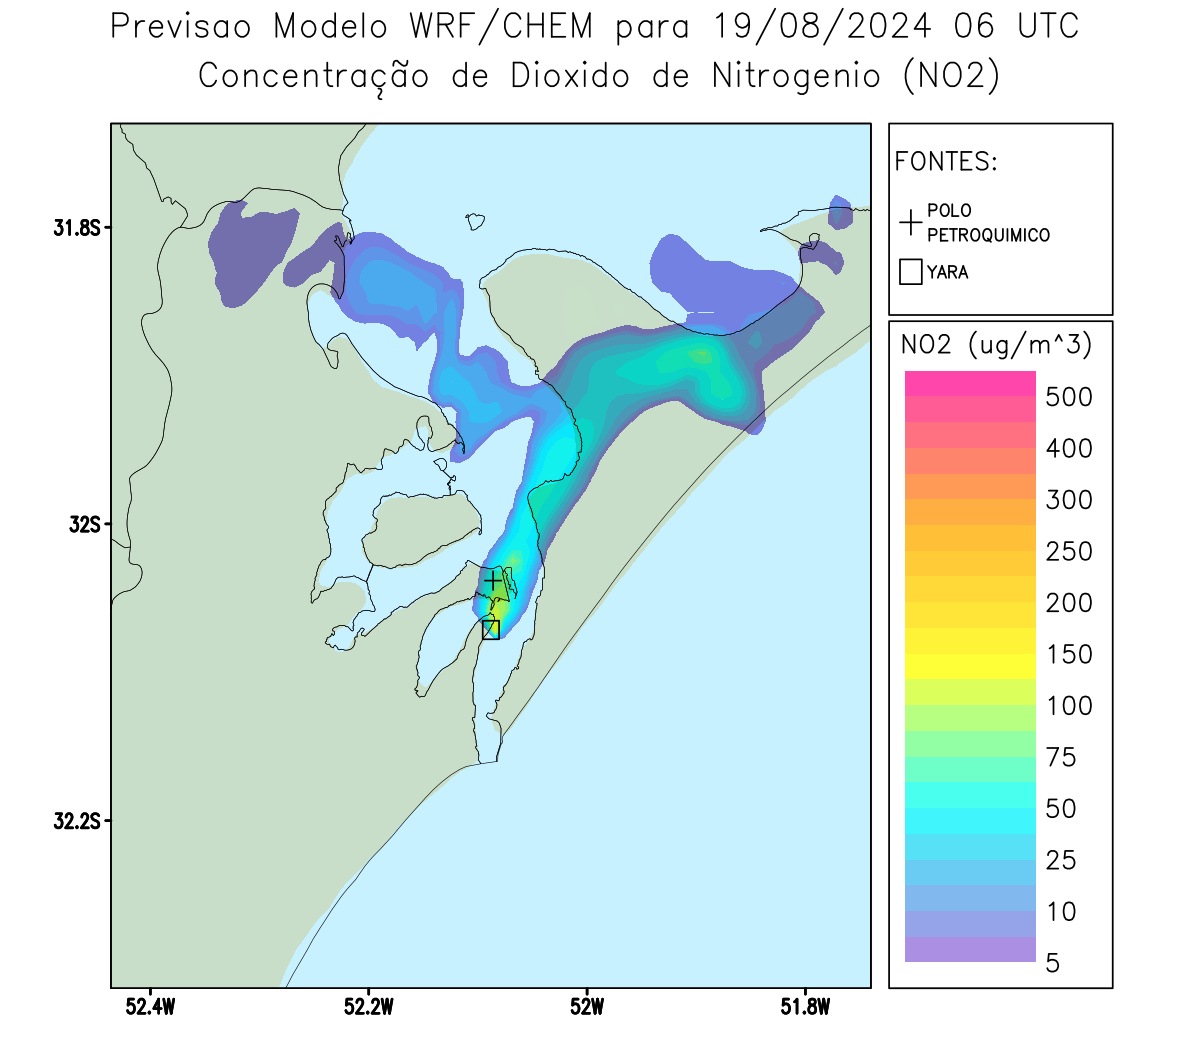 Previsao Modelo WRF/CHEM para 19/08/2024 06 UTC
Concentração de Dioxido de Nitrogenio (NO2)
FONTES:
POLO
PETROQUIMICO
YARA
NO2 (ug/m^3)
500
400
300
250
200
150
100
75
50
25
10
5
31.8S
32S
32.2S
52.4W
52.2W
52W
51.8W